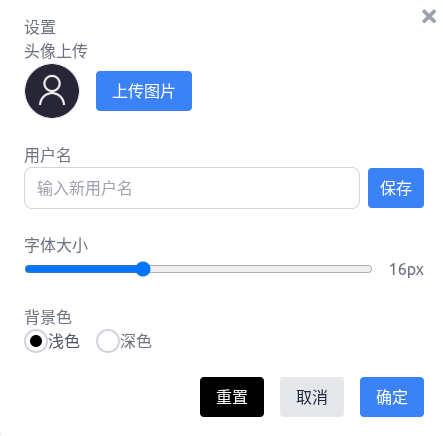 设置
头像上传
上传图片
用户名
输入新用户名
保存
字体大小
16px
背景色
浅色 深色
重置 取消 确定